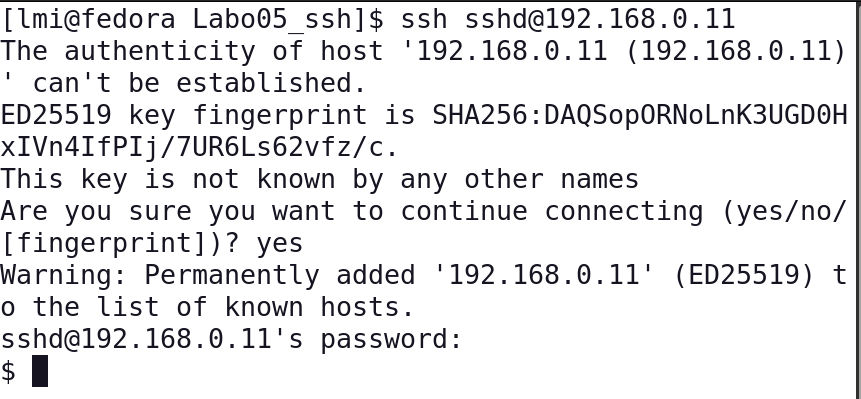 [lmi@fedora Labo05_ssh]$ ssh sshd@192.168.0.11
The authenticity of host '192.168.0.11 (192.168.0.11)
' can't be established.
ED25519 key fingerprint is SHA256:DAQSopORNoLnK3UGD0H
xIVn4IfPIj/7UR6Ls62vfz/c.
This key is not known by any other names
Are you sure you want to continue connecting (yes/no/
[fingerprint])? yes
Warning: Permanently added '192.168.0.11' (ED25519) t
o the list of known hosts.
sshd@192.168.0.11's password:
$